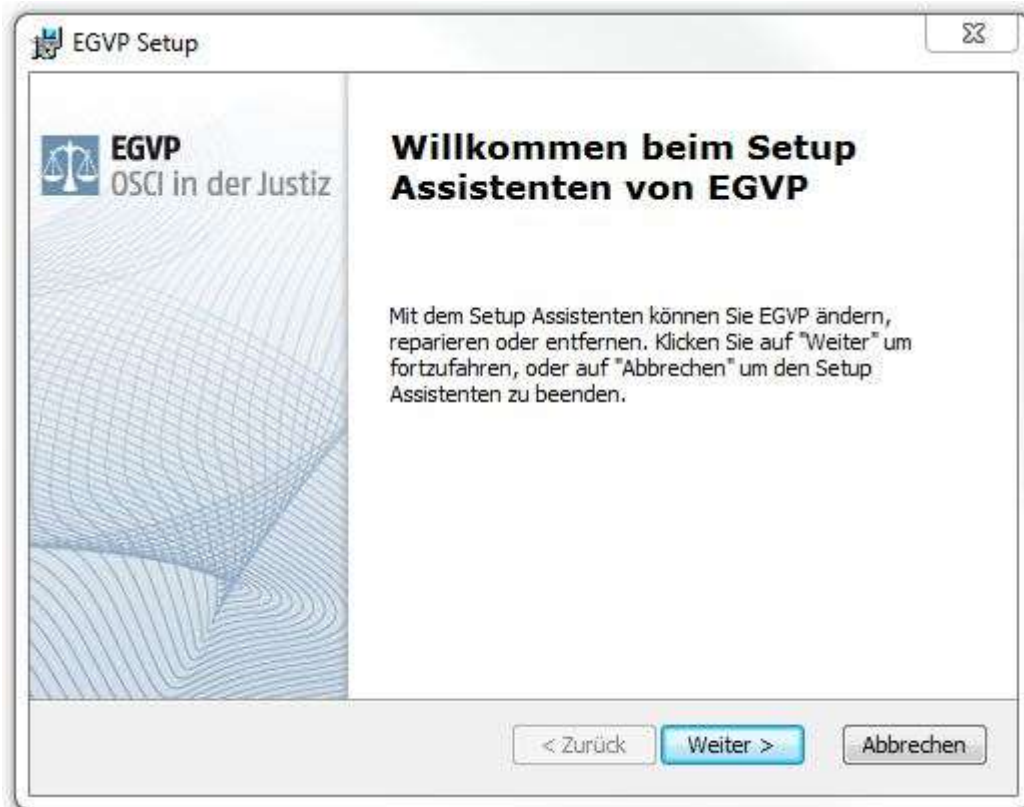 EGVP Setup
EGVP
OSCI in der Justiz
Willkommen beim Setup
Assistenten von EGVP
Mit dem Setup Assistenten können Sie EGVP ändern,
reparieren oder entfernen. Klicken Sie auf "Weiter" um
fortzufahren, oder auf "Abbrechen" um den Setup
Assistenten zu beenden.
< Zurück Weiter > Abbrechen